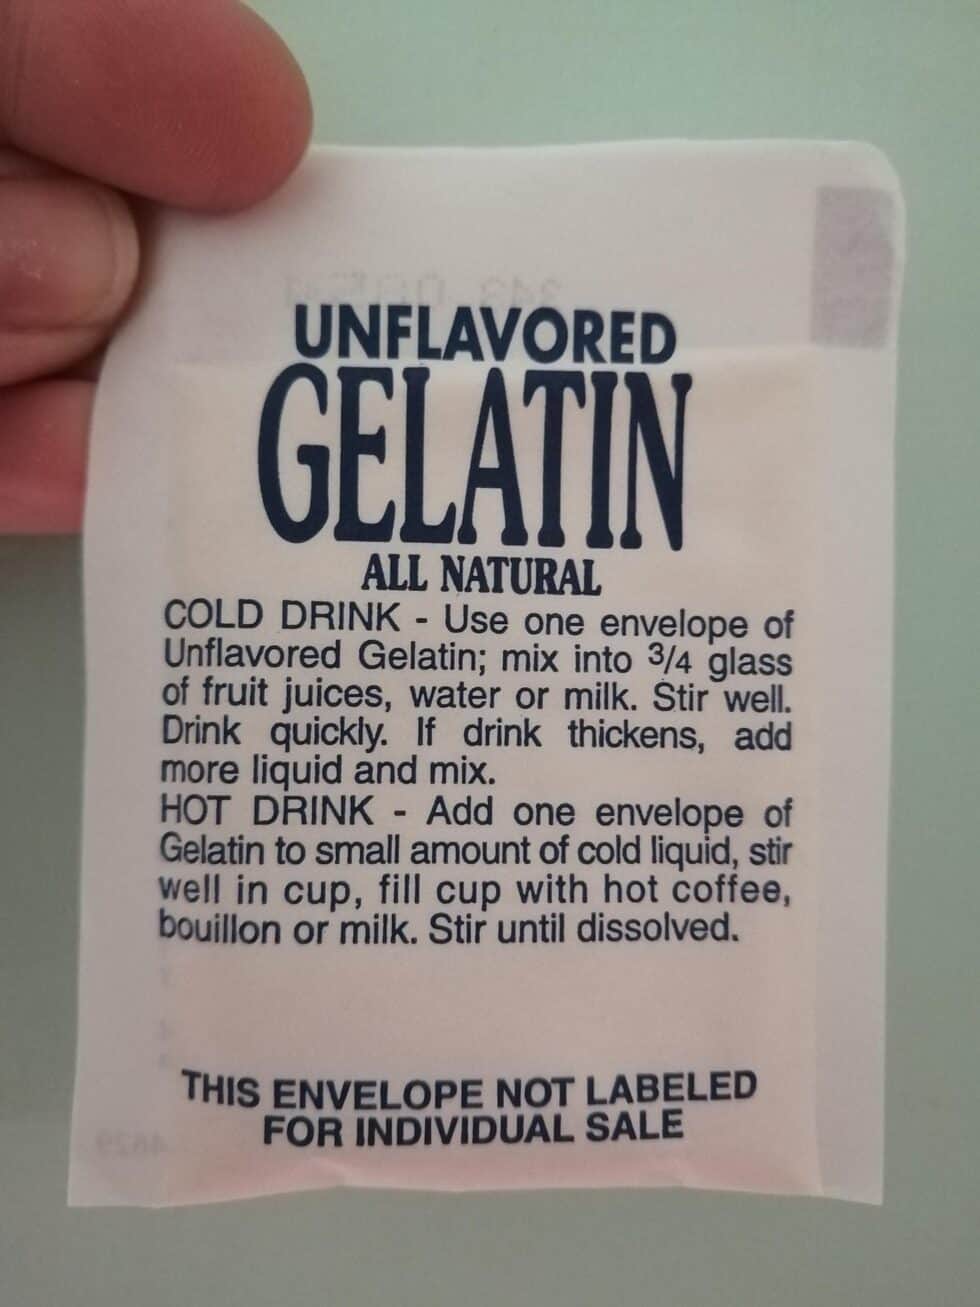 UNFLAVORED
GELATIN
ALL NATURAL
COLD DRINK - Use one envelope of
Unflavored Gelatin; mix into 3/4 glass
of fruit juices, water or milk. Stir well.
Drink quickly. If drink thickens, add
more liquid and mix.
HOT DRINK - Add one envelope of
Gelatin to small amount of cold liquid, stir
well in cup, fill cup with hot coffee,
bouillon or milk. Stir until dissolved.
THIS ENVELOPE NOT LABELED
FOR INDIVIDUAL SALE